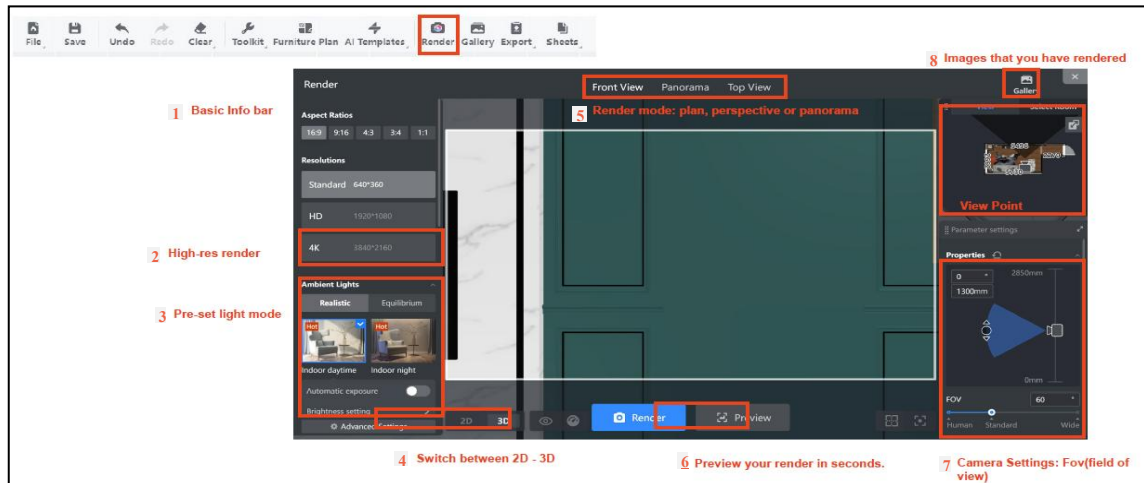 File Save Undo Redo Clear Toolkit Furniture Plan AI Templates Render Gallery Export Sheets
8 Images that you have rendered
Render
Front View Panorama Top View
Galler
1 Basic Info bar
5 Render mode: plan, perspective or panorama
View Select Room
Aspect Ratios
16:9 9:16 4:3 3:4 1:1
Resolutions
Standard 640*360
View Point
HD 1920*1080
Parameter settings
2 High-res render
4K 3840*2160
Properties
0 °
2850mm
1300mm
Ambient Lights
Realistic Equilibrium
3 Pre-set light mode
Hot Hot
Indoor daytime Indoor night
0mm
Automatic exposure
FOV 60 °
Brightness setting
2D 3D
Render Preview
Human Standard Wide
Advanced Settings
4 Switch between 2D - 3D
6 Preview your render in seconds.
7 Camera Settings: Fov(field of
view)